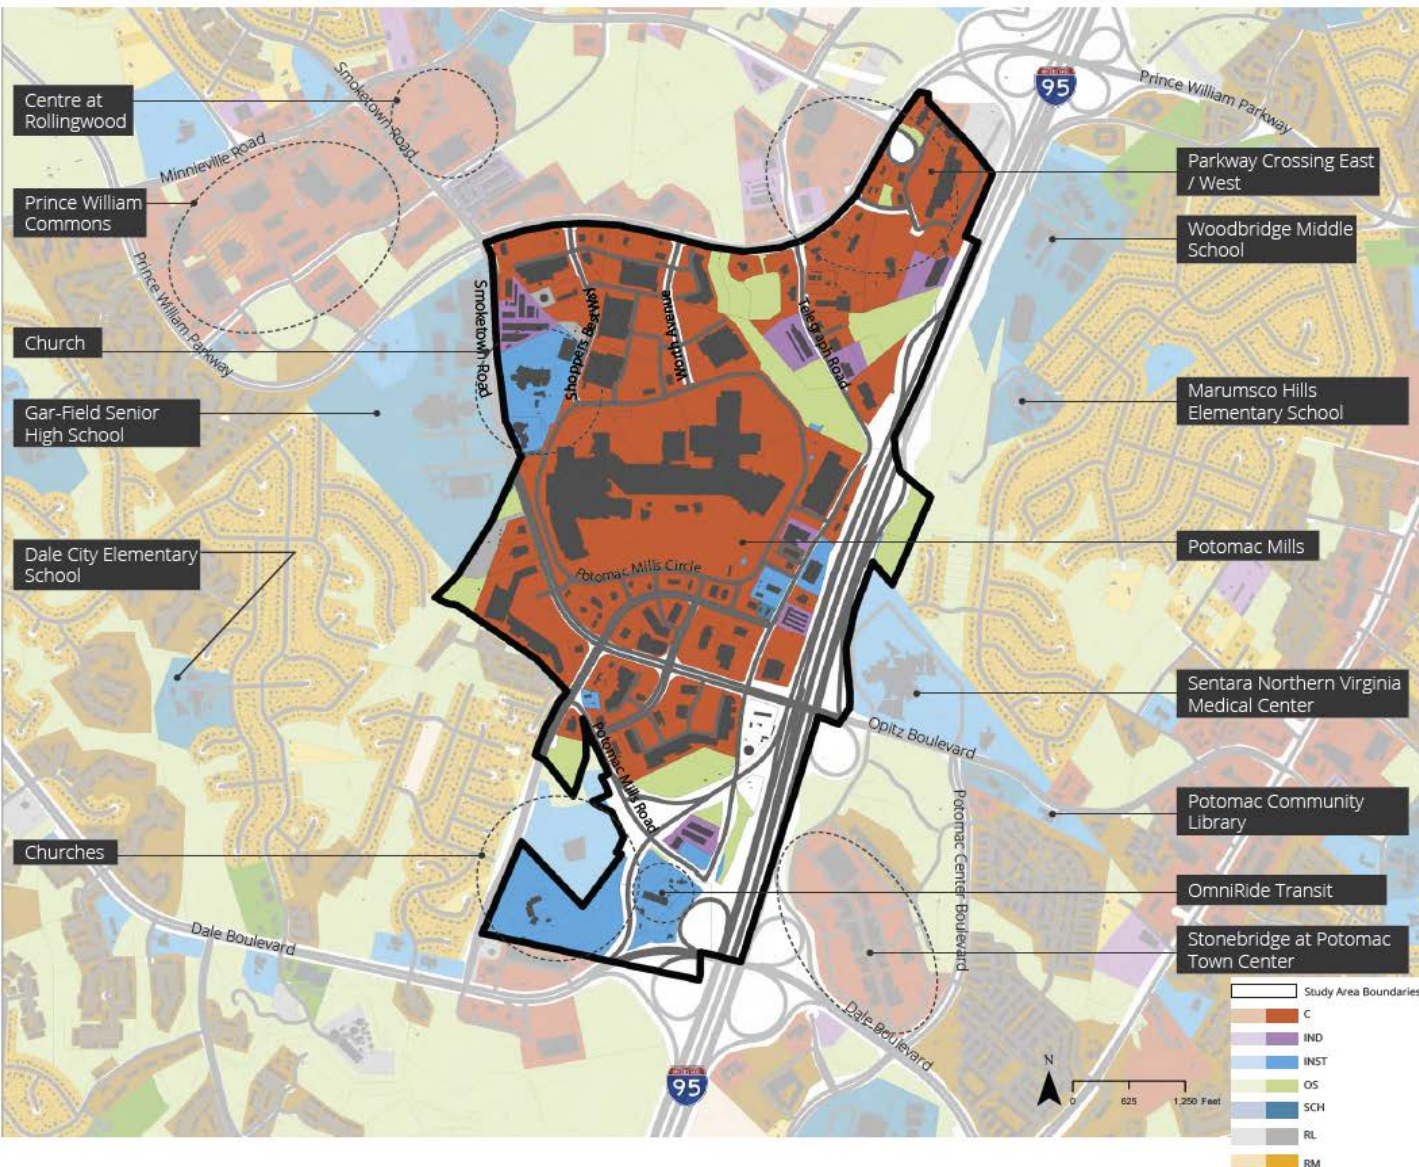 Centre at
Rollingwood
Smoketown Road
INTERSTATE
95
Prince William Parkway
Minnieville Road
Prince William
Commons
Parkway Crossing East
/ West
Woodbridge Middle
School
Prince William Parkway
Smoketown Road
Shoppers Best Way
Worth Avenue
Telegraph Road
Church
Gar-Field Senior
High School
Marumsco Hills
Elementary School
Dale City Elementary
School
Potomac Mills
Potomac Mills Circle
Sentara Northern Virginia
Medical Center
Opitz Boulevard
Potomac Mills Road
Potomac Center Boulevard
Potomac Community
Library
Churches
OmniRide Transit
Dale Boulevard
Stonebridge at Potomac
Town Center
Dale Boulevard
INTERSTATE
95
N
0 625 1,250 Feet
Study Area Boundaries
C
IND
INST
OS
SCH
RL
RM